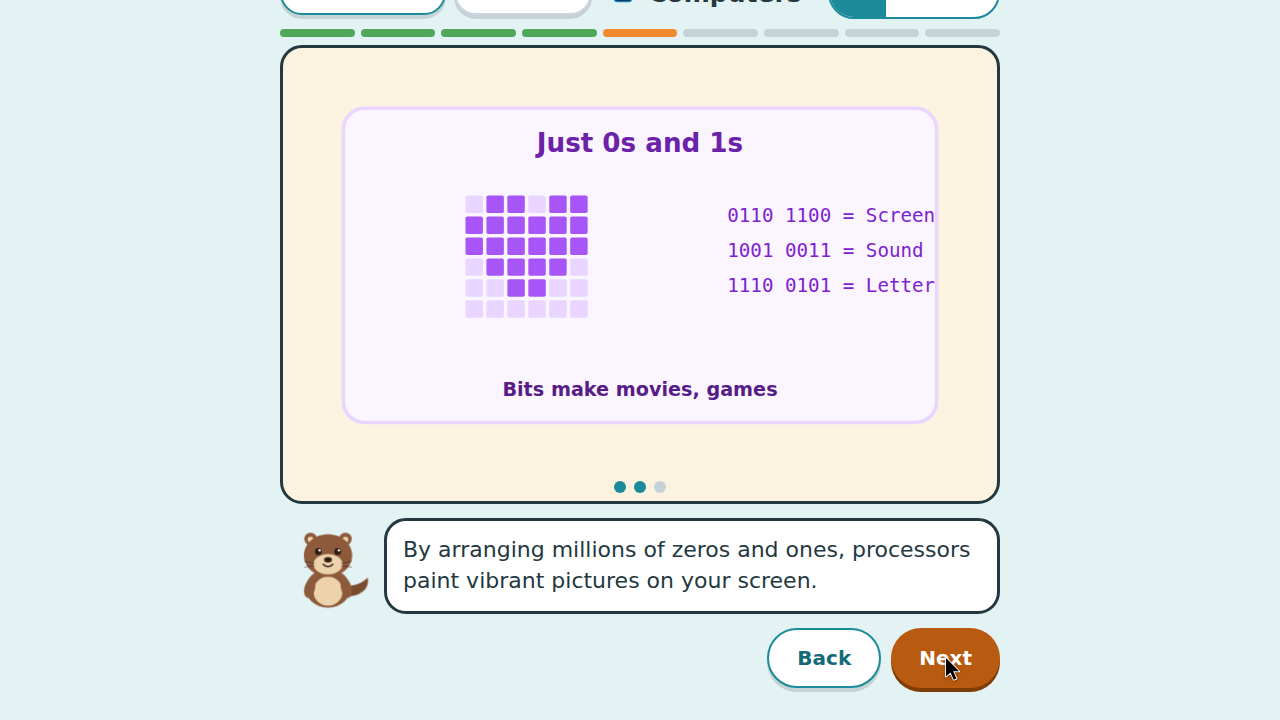 Computers
Just 0s and 1s
0110 1100 = Screen
1001 0011 = Sound
1110 0101 = Letter
Bits make movies, games
By arranging millions of zeros and ones, processors
paint vibrant pictures on your screen.
Back
Next